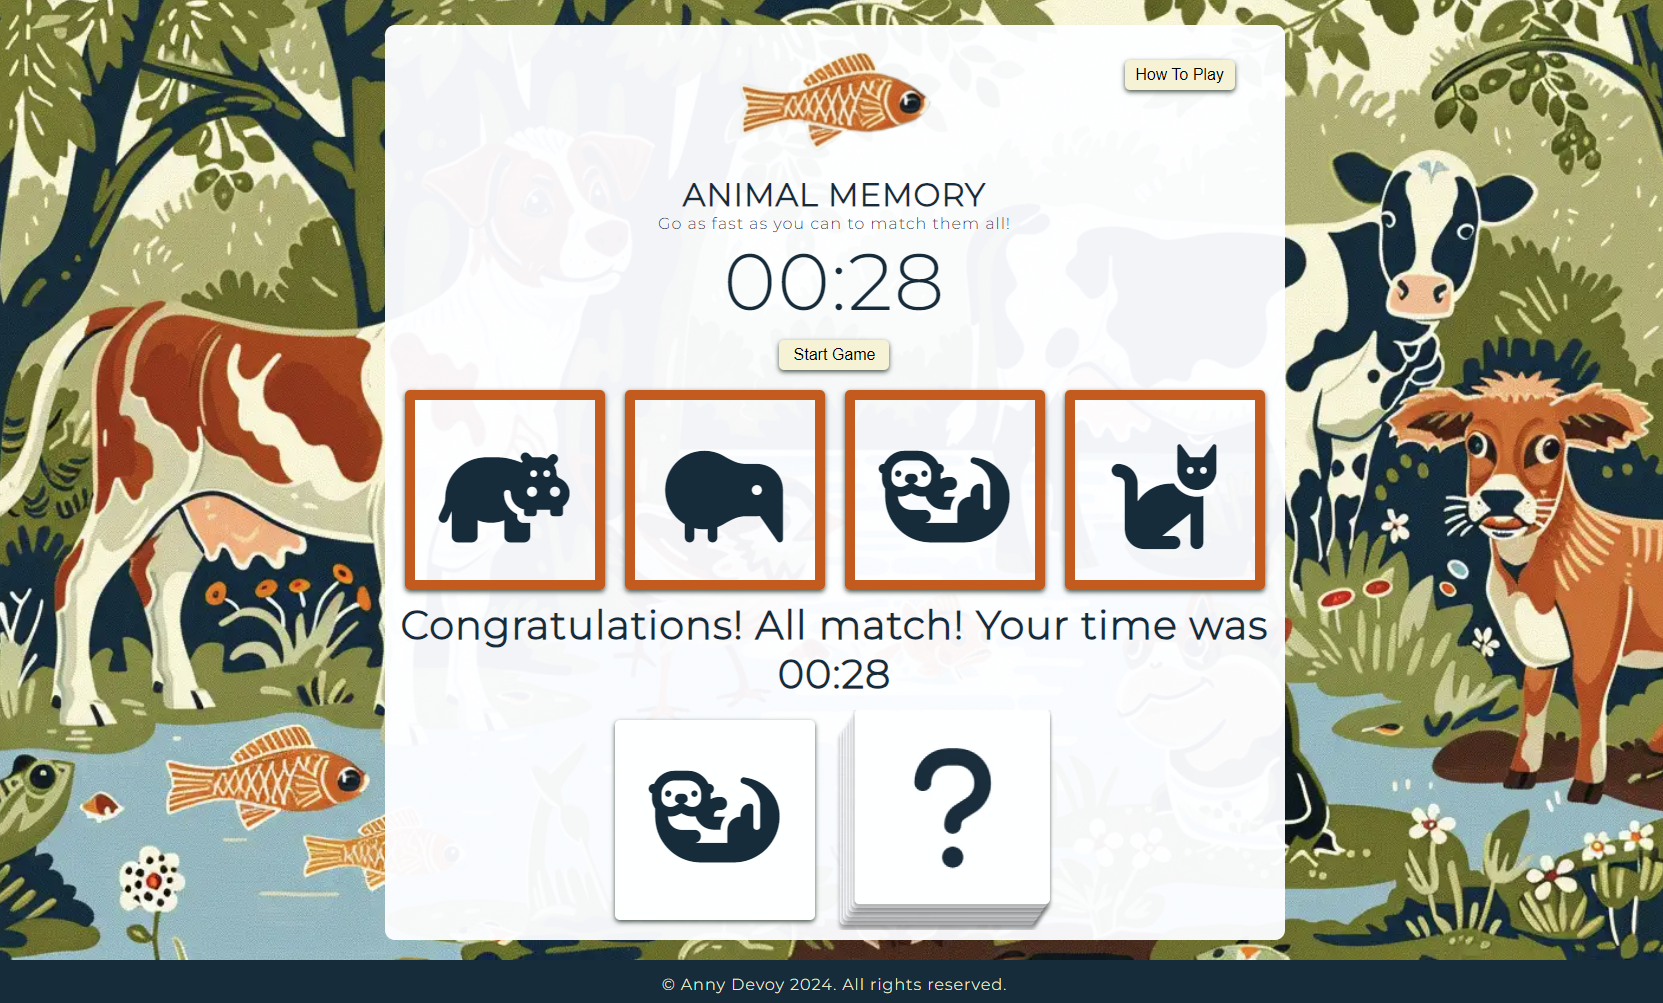 How To Play
ANIMAL MEMORY
Go as fast as you can to match them all!
00:28
Start Game
Congratulations! All match! Your time was
00:28
?
© Anny Devoy 2024. All rights reserved.